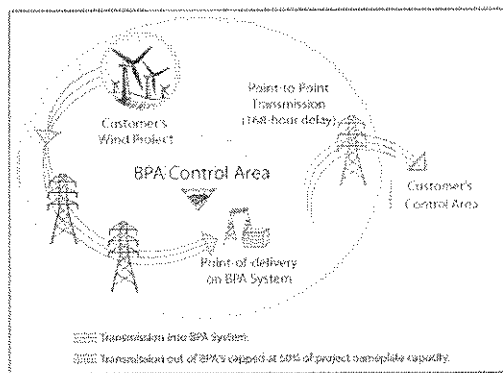 Point to Point
Transmission
(168-hour delay)
Customer's
Wind Project
BPA Control Area
Customer's
Control Area
Point of delivery
on BPA System
Transmission into BPA System.
Transmission out of BPA's capped at 50% of project nameplate capacity.